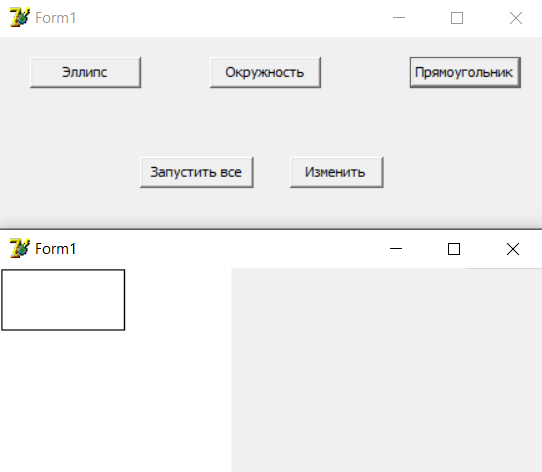 Form1
Эллипс Окружность Прямоугольник
Запустить все Изменить
Form1